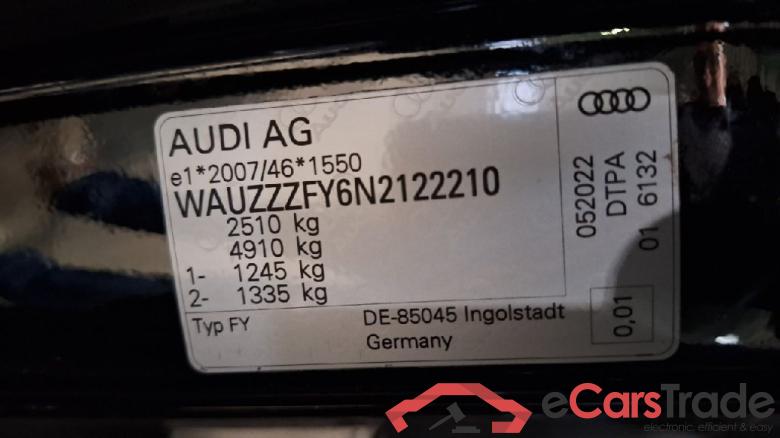 AUDI AG
e1*2007/46*1550
WAUZZZFY6N2122210
2510 kg
4910 kg
1- 1245 kg
2- 1335 kg
Typ FY
DE-85045 Ingolstadt
Germany
052022
DTPA
01 6132
0,01
eCarsTrade
electronic, efficient & easy